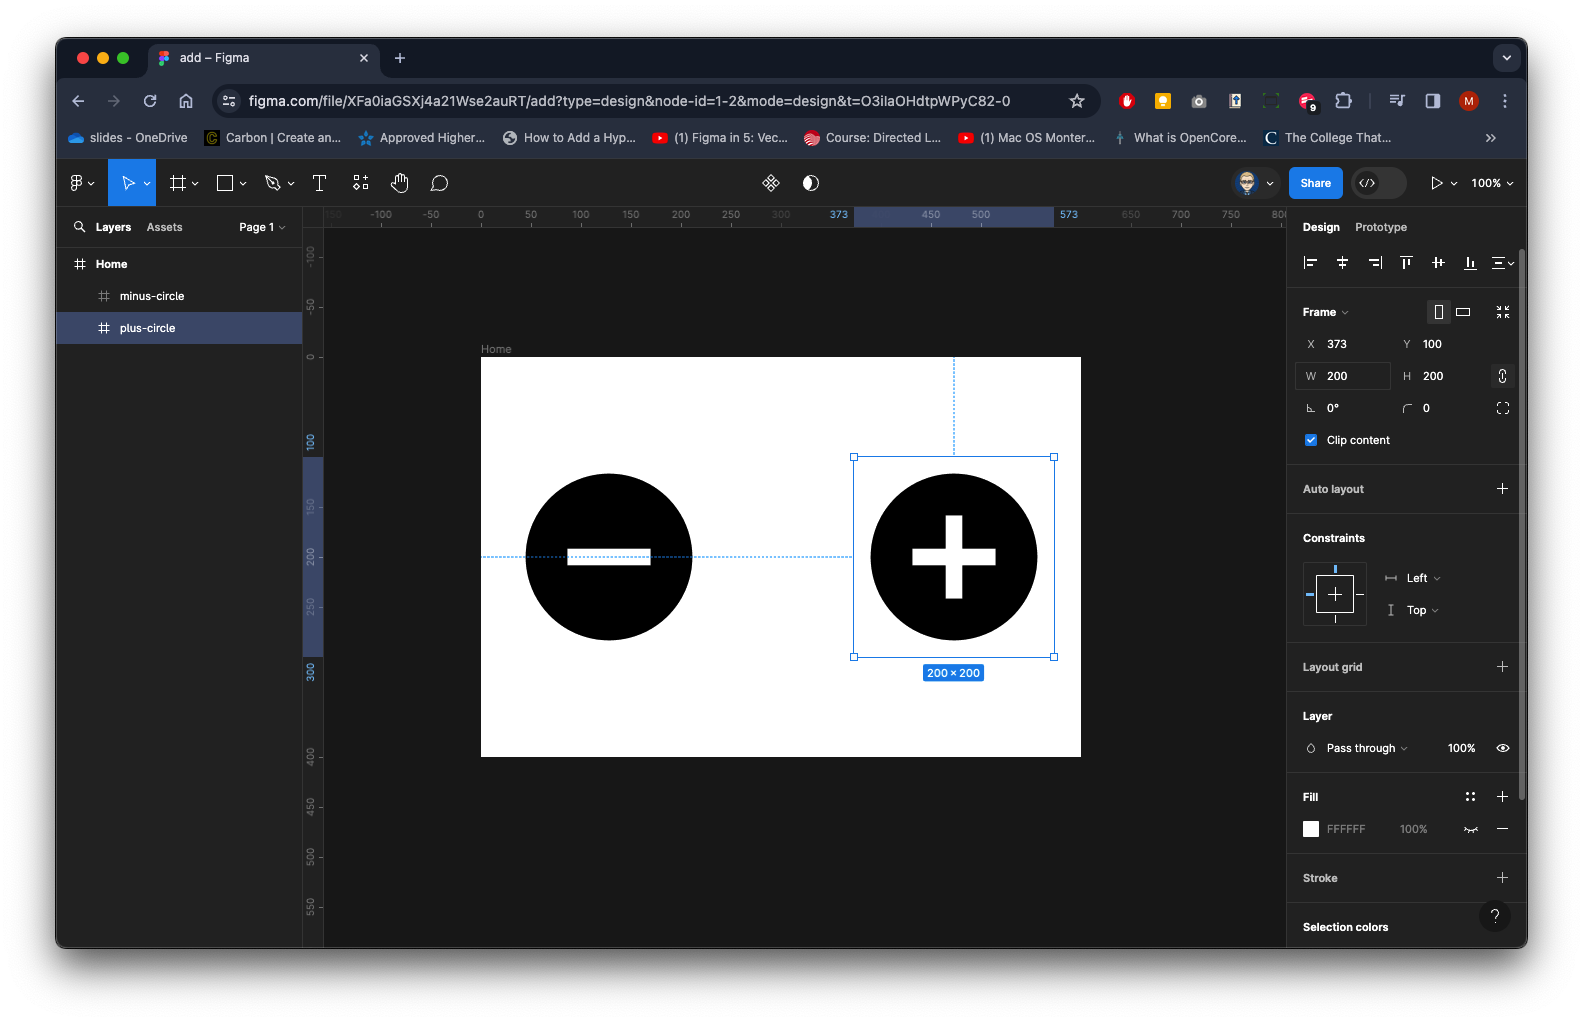 add – Figma
figma.com/file/XFa0iaGSXj4a21Wse2auRT/add?type=design&node-id=1-2&mode=design&t=O3ilaOHdtpWPyC82-0
9
M
slides - OneDrive
Carbon | Create an...
Approved Higher...
How to Add a Hyp...
(1) Figma in 5: Vec...
Course: Directed L...
(1) Mac OS Monter...
What is OpenCore...
The College That...
Share
100%
Layers
Assets
Page 1
-100 -50 0 50 100 150 200 250 300 373 450 500 573 650 700 750
Design
Prototype
Home
minus-circle
plus-circle
-100
-50
0
100
150
200
250
300
400
450
500
550
Home
200 × 200
Frame
X 373
Y 100
W 200
H 200
0°
0
Clip content
Auto layout
Constraints
Left
Top
Layout grid
Layer
Pass through
100%
Fill
FFFFFF
100%
Stroke
?
Selection colors